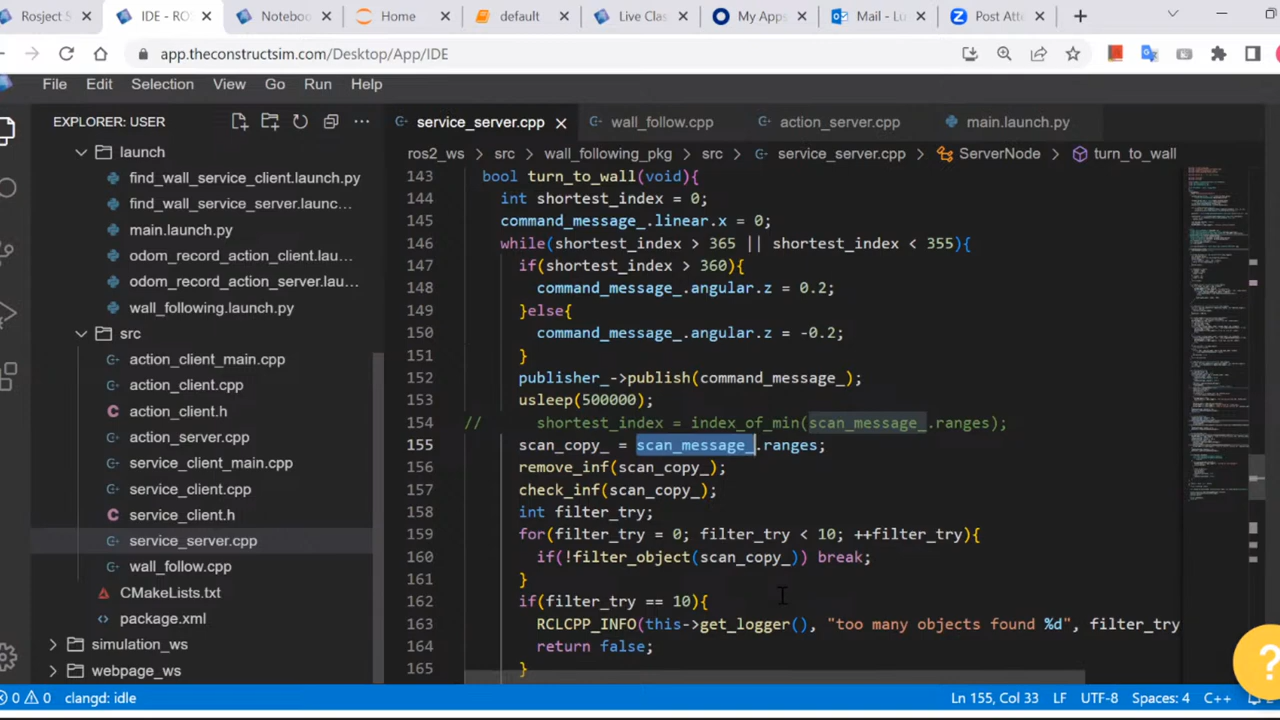 Rosject S
IDE - RO
Noteboo
Home
default
Live Clas
My Apps
Mail - Lu
Post Atte
app.theconstructsim.com/Desktop/App/IDE
File Edit Selection View Go Run Help
EXPLORER: USER
service_server.cpp
wall_follow.cpp
action_server.cpp
main.launch.py
ros2_ws > src > wall_following_pkg > src > service_server.cpp > ServerNode > turn_to_wall
launch
find_wall_service_client.launch.py
find_wall_service_server.launc...
main.launch.py
odom_record_action_client.lau...
odom_record_action_server.lau...
wall_following.launch.py
src
action_client_main.cpp
action_client.cpp
action_client.h
action_server.cpp
service_client_main.cpp
service_client.cpp
service_client.h
service_server.cpp
wall_follow.cpp
CMakeLists.txt
package.xml
simulation_ws
webpage_ws
143 bool turn_to_wall(void){
144 int shortest_index = 0;
145 command_message_.linear.x = 0;
146 while(shortest_index > 365 || shortest_index < 355){
147 if(shortest_index > 360){
148 command_message_.angular.z = 0.2;
149 }else{
150 command_message_.angular.z = -0.2;
151 }
152 publisher_->publish(command_message_);
153 usleep(500000);
154 // shortest_index = index_of_min(scan_message_.ranges);
155 scan_copy_ = scan_message_.ranges;
156 remove_inf(scan_copy_);
157 check_inf(scan_copy_);
158 int filter_try;
159 for(filter_try = 0; filter_try < 10; ++filter_try){
160 if(!filter_object(scan_copy_)) break;
161 }
162 if(filter_try == 10){
163 RCLCPP_INFO(this->get_logger(), "too many objects found %d", filter_try
164 return false;
165 }
0 0 clangd: idle
Ln 155, Col 33 LF UTF-8 Spaces: 4 C++